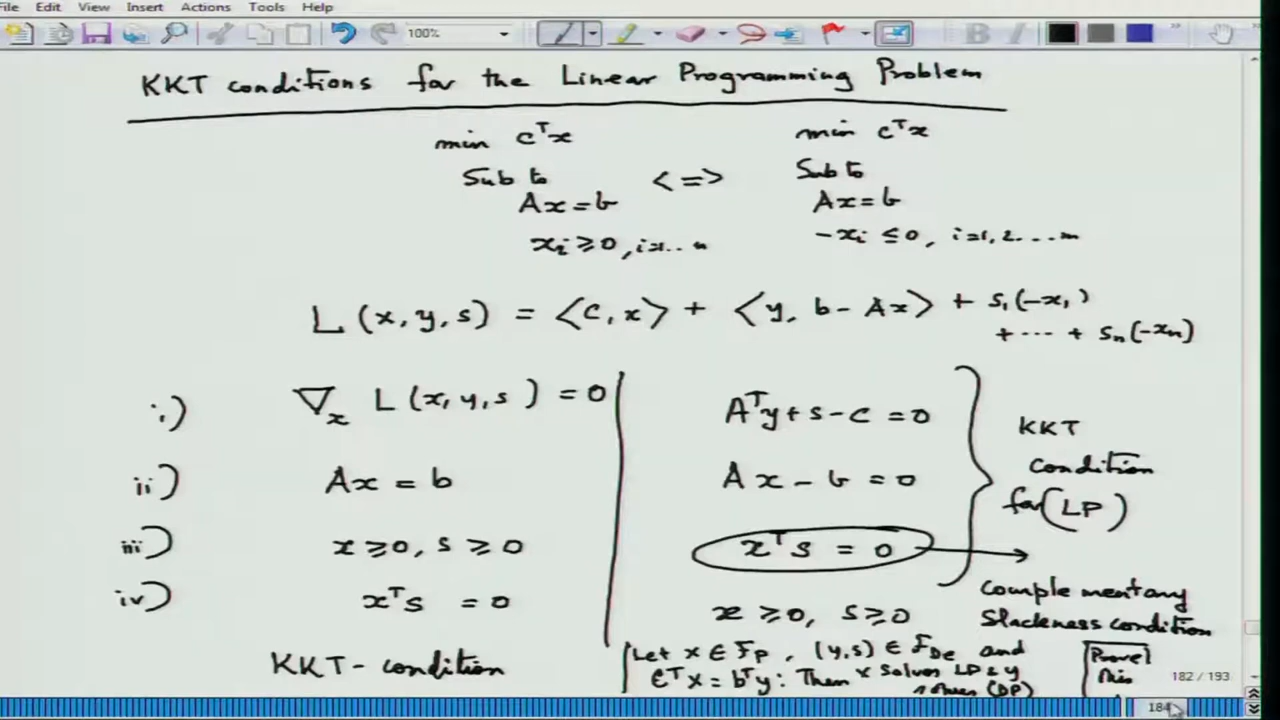 File Edit View Insert Actions Tools Help
100%
KKT conditions for the Linear Programming Problem
min cᵀx
Sub to
Ax = b
xᵢ ≥ 0, i=1...n
<=>
min cᵀx
Sub to
Ax = b
-xᵢ ≤ 0, i=1,2....n
L (x, y, s) = <c, x> + <y, b - Ax> + s₁(-x₁)
+ ... + sₙ(-xₙ)
i) ∇ₓ L (x, y, s) = 0
ii) Ax = b
iii) x ≥ 0, s ≥ 0
iv) xᵀs = 0
KKT - condition
Aᵀy + s - c = 0
Ax - b = 0
xᵀs = 0
x ≥ 0, s ≥ 0
KKT
condition
for (LP)
Complementary
Slackness condition
Let x ∈ F_P, (y,s) ∈ F_De and
cᵀx = bᵀy : Then x solves LP & y
solves (DP)
Prove
this
182 / 193
184